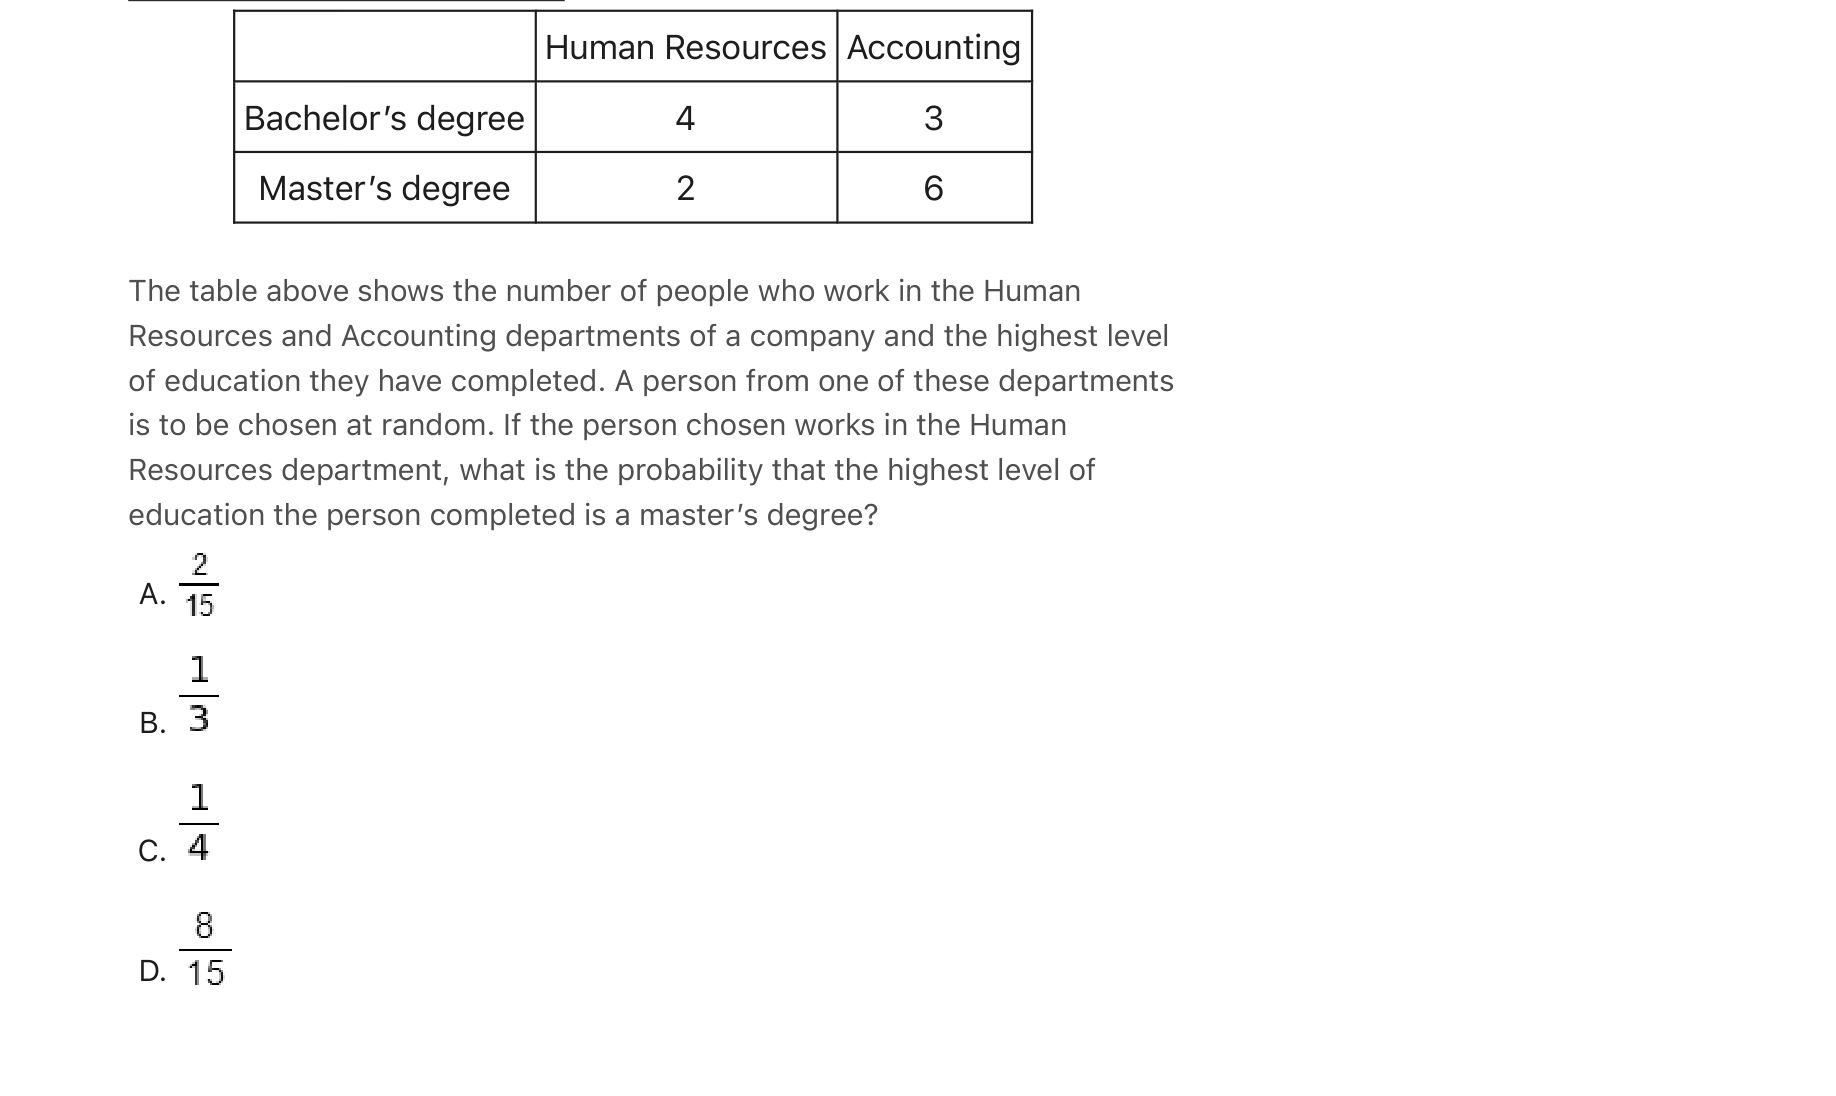 Human Resources Accounting
Bachelor’s degree 4 3
Master’s degree 2 6
The table above shows the number of people who work in the Human
Resources and Accounting departments of a company and the highest level
of education they have completed. A person from one of these departments
is to be chosen at random. If the person chosen works in the Human
Resources department, what is the probability that the highest level of
education the person completed is a master’s degree?
A. 2/15
B. 1/3
C. 1/4
D. 8/15